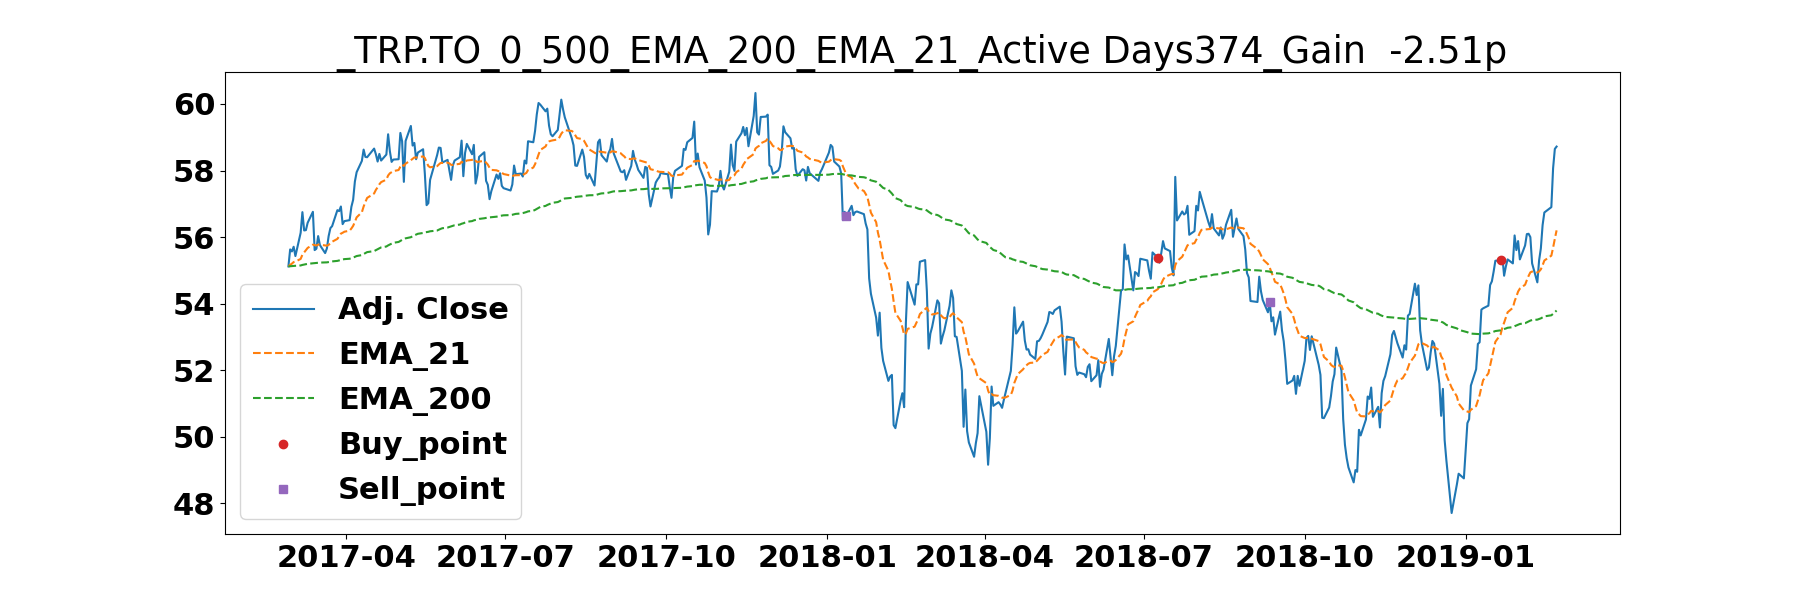 _TRP.TO_0_500_EMA_200_EMA_21_Active Days374_Gain  -2.51p
60
58
56
54
52
50
48
Adj. Close
EMA_21
EMA_200
Buy_point
Sell_point
2017-04 2017-07 2017-10 2018-01 2018-04 2018-07 2018-10 2019-01